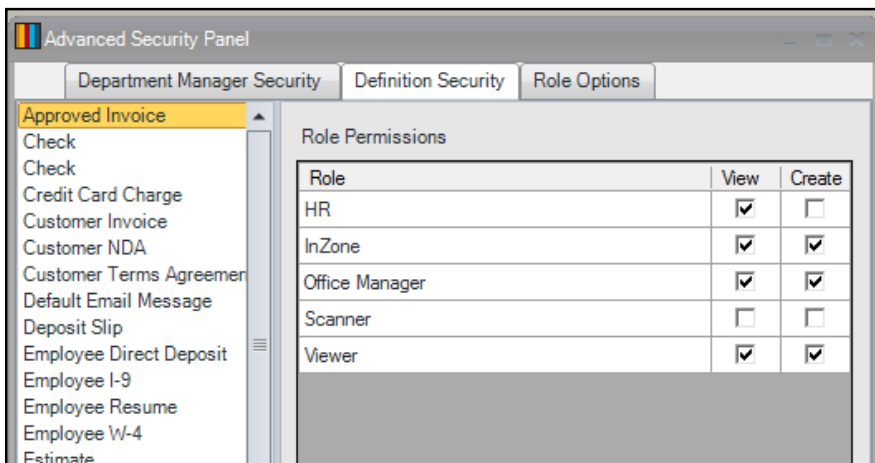 Advanced Security Panel
Department Manager Security
Definition Security
Role Options
Approved Invoice
Check
Check
Credit Card Charge
Customer Invoice
Customer NDA
Customer Terms Agreemen
Default Email Message
Deposit Slip
Employee Direct Deposit
Employee I-9
Employee Resume
Employee W-4
Estimate
Role Permissions
Role View Create
HR
InZone
Office Manager
Scanner
Viewer